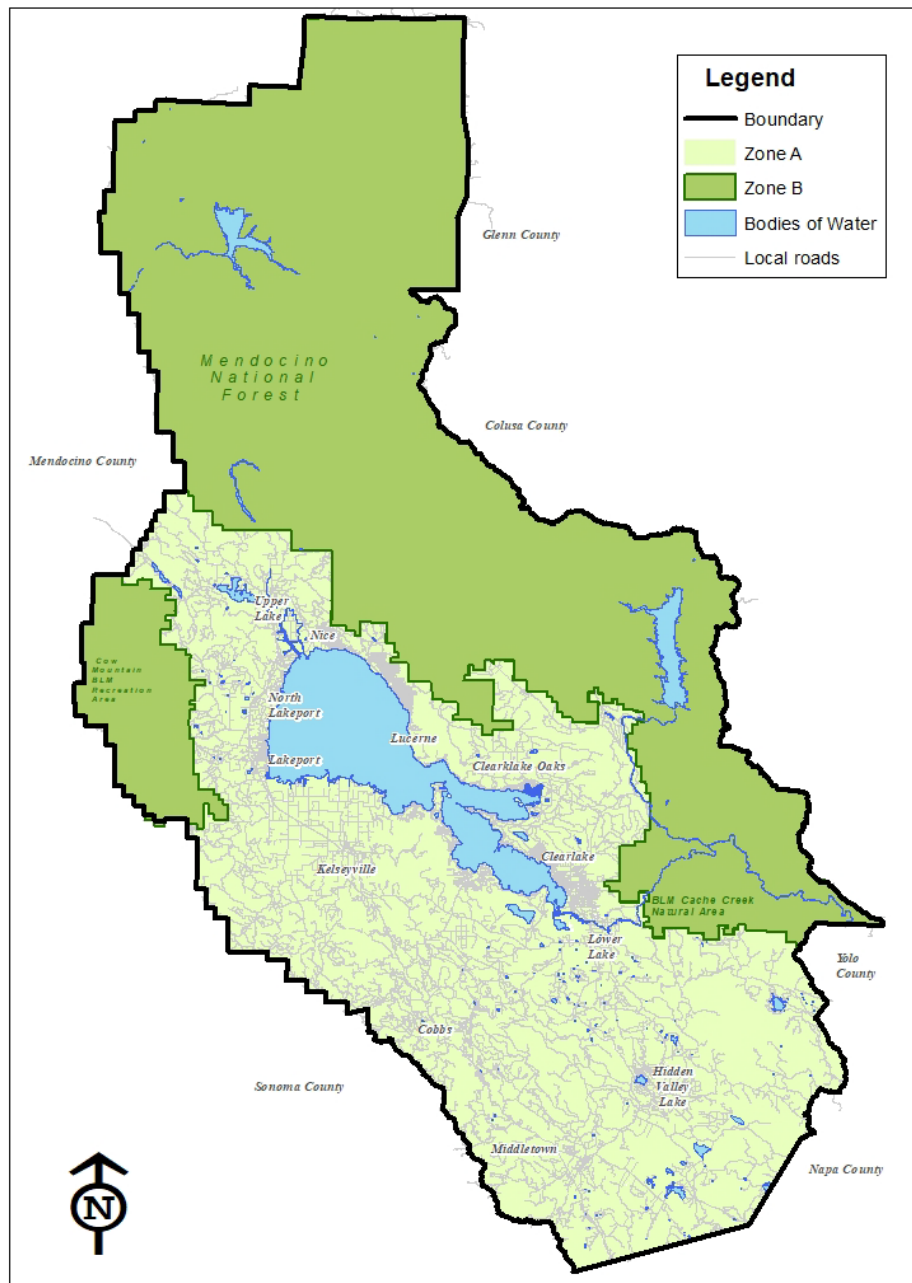 Legend
Boundary
Zone A
Zone B
Bodies of Water
Local roads
Glenn County
Mendocino
National
Forest
Colusa County
Mendocino County
Upper
Lake
Nice
Cow
Mountain
BLM
Recreation
Area
North
Lakeport
Lucerne
Lakeport
Clearklake Oaks
Clearlake
Kelseyville
BLM Cache Creek
Natural Area
Lower
Lake
Yolo
County
Cobbs
Hidden
Valley
Lake
Sonoma County
Middletown
Napa County
N